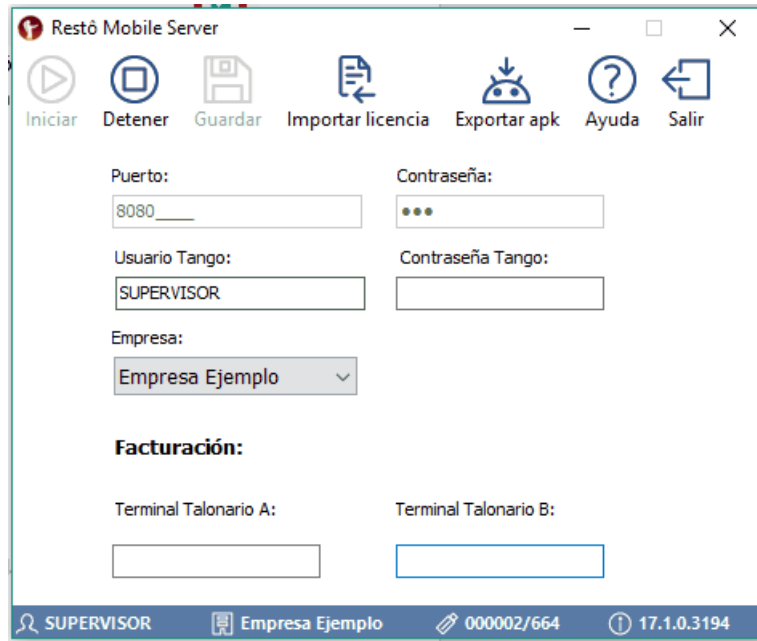 Restô Mobile Server
Iniciar Detener Guardar Importar licencia Exportar apk Ayuda Salir
Puerto: Contraseña:
8080____ ●●●
Usuario Tango: Contraseña Tango:
SUPERVISOR
Empresa:
Empresa Ejemplo
Facturación:
Terminal Talonario A: Terminal Talonario B:
SUPERVISOR Empresa Ejemplo 000002/664 17.1.0.3194